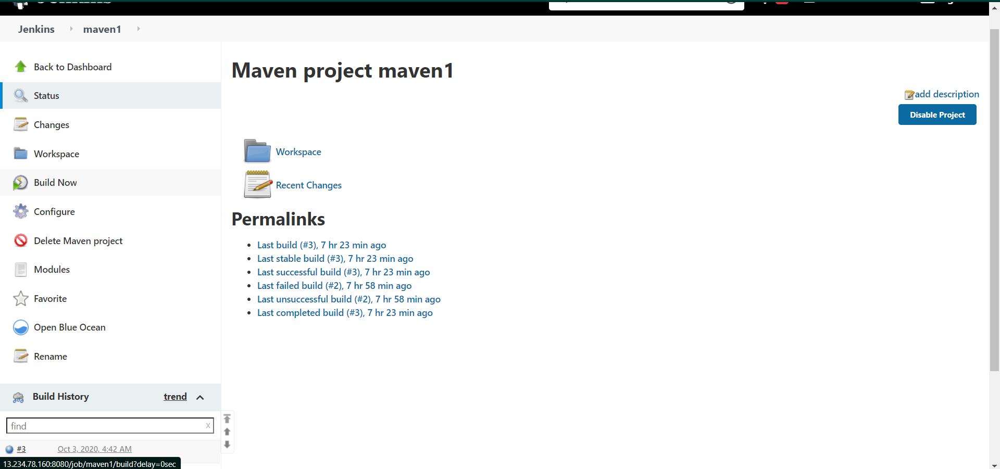 Jenkins
maven1
Back to Dashboard
Status
Changes
Workspace
Build Now
Configure
Delete Maven project
Modules
Favorite
Open Blue Ocean
Rename
Build History
trend
find
x
#3
Oct 3, 2020, 4:42 AM
13.234.78.160:8080/job/maven1/build?delay=0sec
Maven project maven1
add description
Disable Project
Workspace
Recent Changes
Permalinks
Last build (#3), 7 hr 23 min ago
Last stable build (#3), 7 hr 23 min ago
Last successful build (#3), 7 hr 23 min ago
Last failed build (#2), 7 hr 58 min ago
Last unsuccessful build (#2), 7 hr 58 min ago
Last completed build (#3), 7 hr 23 min ago